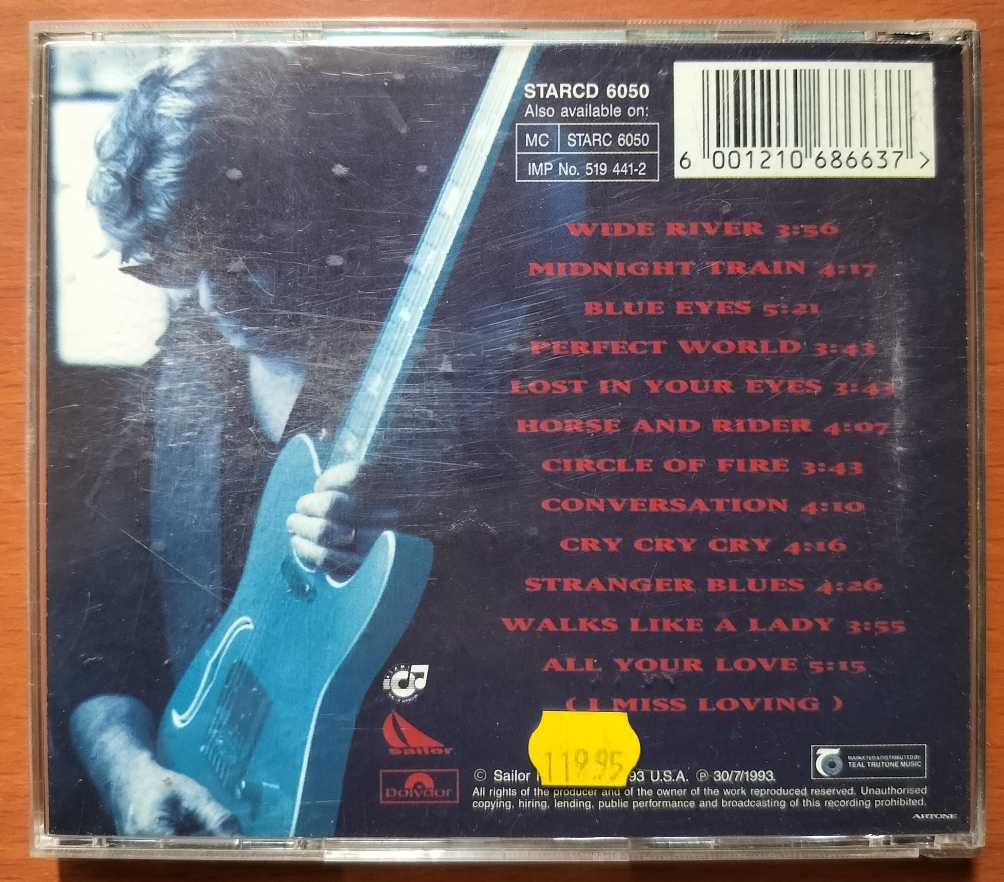 STARCD 6050
Also available on:
MC STARC 6050
IMP No. 519 441-2
6 001210 686637 >
WIDE RIVER 3:56
MIDNIGHT TRAIN 4:17
BLUE EYES 5:21
PERFECT WORLD 3:43
LOST IN YOUR EYES 3:43
HORSE AND RIDER 4:07
CIRCLE OF FIRE 3:43
CONVERSATION 4:10
CRY CRY CRY 4:16
STRANGER BLUES 4:26
WALKS LIKE A LADY 3:55
ALL YOUR LOVE 5:15
( I MISS LOVING )
Sailor
Polydor
119.95
MARKETED & DISTRIBUTED BY
TEAL TRUTONE MUSIC
© Sailor 93 U.S.A. ℗ 30/7/1993.
All rights of the producer and of the owner of the work reproduced reserved. Unauthorised
copying, hiring, lending, public performance and broadcasting of this recording prohibited.
ARTONE